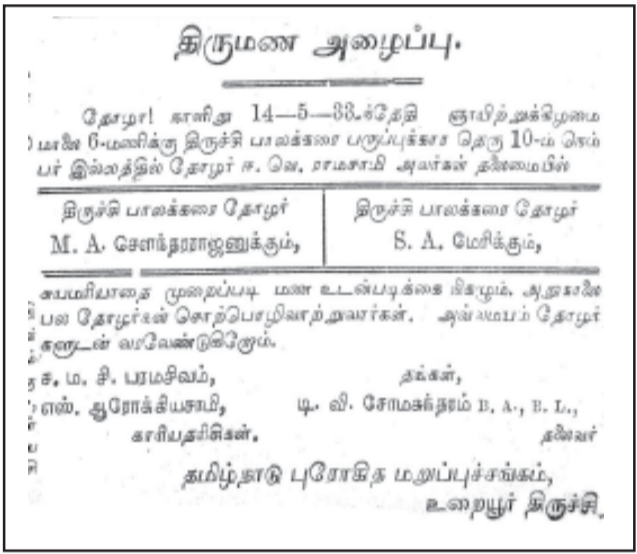 திருமண அழைப்பு.
தோழா! நாளிது 14—5—33.ந்தேதி ஞாயிற்றுக்கிழமை
மாலை 6-மணிக்கு திருச்சி பாலக்கரை பருப்புக்கார தெரு 10-ம் நெம்
பர் இல்லத்தில் தோழர் ஈ. வெ. ராமசாமி அவர்கள் தலைமையில்
திருச்சி பாலக்கரை தோழர்
M. A. சௌந்தரராஜனுக்கும்,
திருச்சி பாலக்கரை தோழர்
S. A. மேரிக்கும்,
சுயமரியாதை முறைப்படி மண உடன்படிக்கை நிகழும். அதுகாலை
பல தோழர்கள் சொற்பொழிவாற்றுவார்கள். அவ்வமயம் தோழர்
களுடன் வரவேண்டுகிறோம்.
ச. ம. சி. பரமசிவம்,
எஸ். ஆரோக்கியசாமி,
காரியதரிசிகள்.
தங்கள்,
டி. வி. சோமசுந்தரம் B. A., B. L.,
தலைவர்
தமிழ்நாடு புரோகித மறுப்புச்சங்கம்,
உறையூர் திருச்சி.